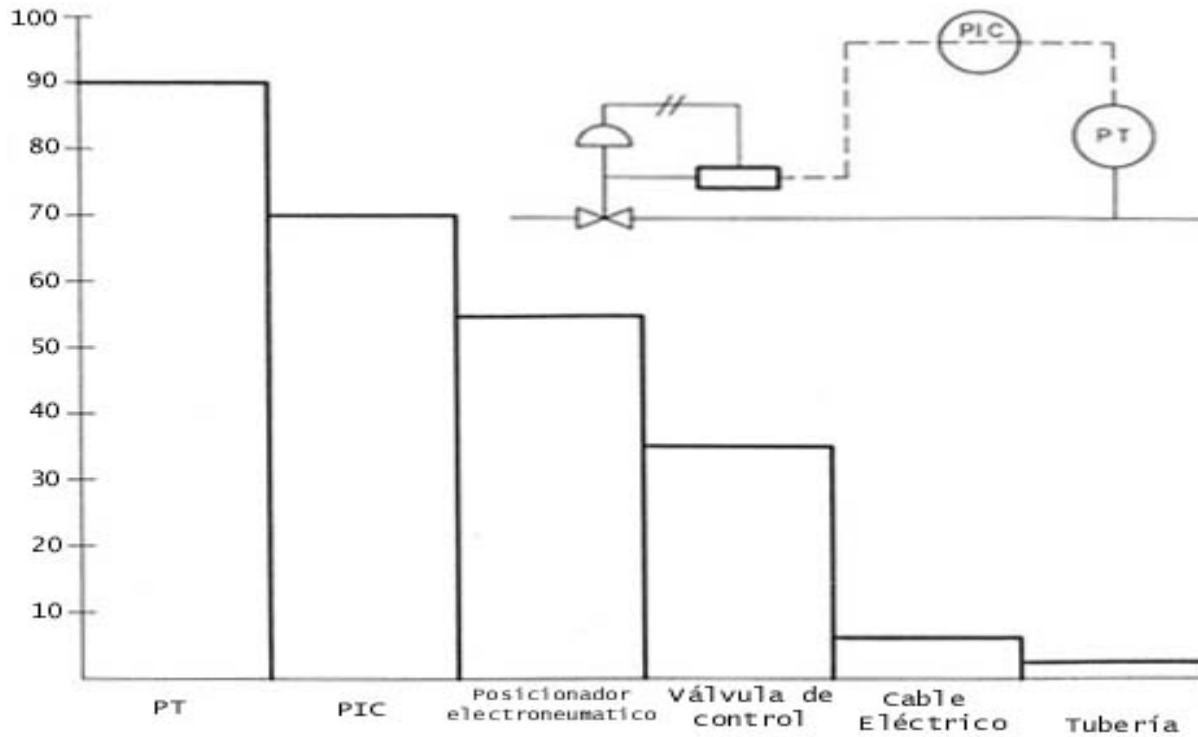 100
90
80
70
60
50
40
30
20
10
PIC
PT
PT
PIC
Posicionador
electroneumatico
Válvula de
control
Cable
Eléctrico
Tubería